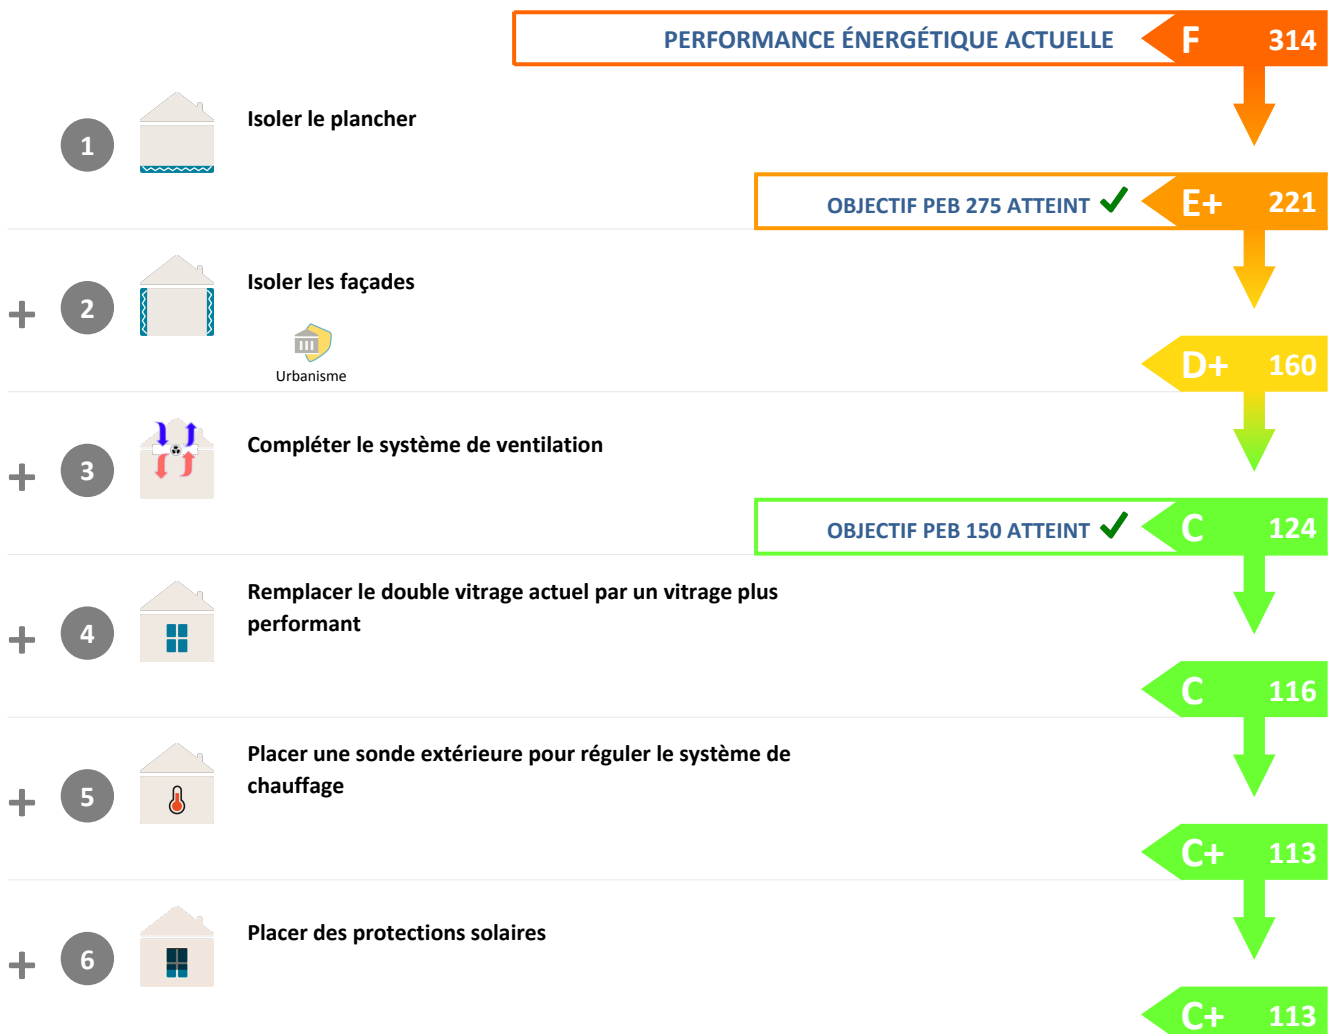 PERFORMANCE ÉNERGÉTIQUE ACTUELLE F 314
1 Isoler le plancher
OBJECTIF PEB 275 ATTEINT E+ 221
+ 2 Isoler les façades
Urbanisme
D+ 160
+ 3 Compléter le système de ventilation
OBJECTIF PEB 150 ATTEINT C 124
+ 4 Remplacer le double vitrage actuel par un vitrage plus
performant
C 116
+ 5 Placer une sonde extérieure pour réguler le système de
chauffage
C+ 113
+ 6 Placer des protections solaires
C+ 113